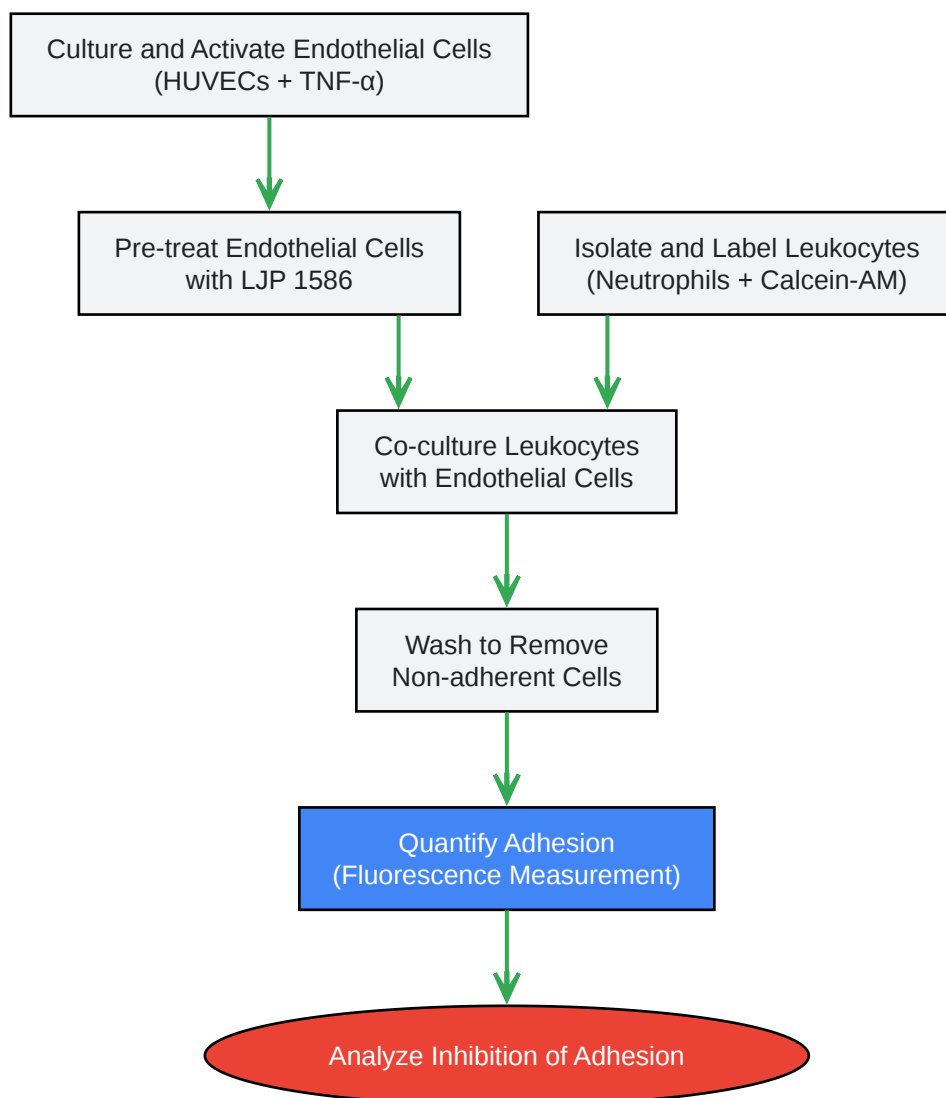 Culture and Activate Endothelial Cells
(HUVECs + TNF-α)
Pre-treat Endothelial Cells
with LJP 1586
Isolate and Label Leukocytes
(Neutrophils + Calcein-AM)
Co-culture Leukocytes
with Endothelial Cells
Wash to Remove
Non-adherent Cells
Quantify Adhesion
(Fluorescence Measurement)
Analyze Inhibition of Adhesion